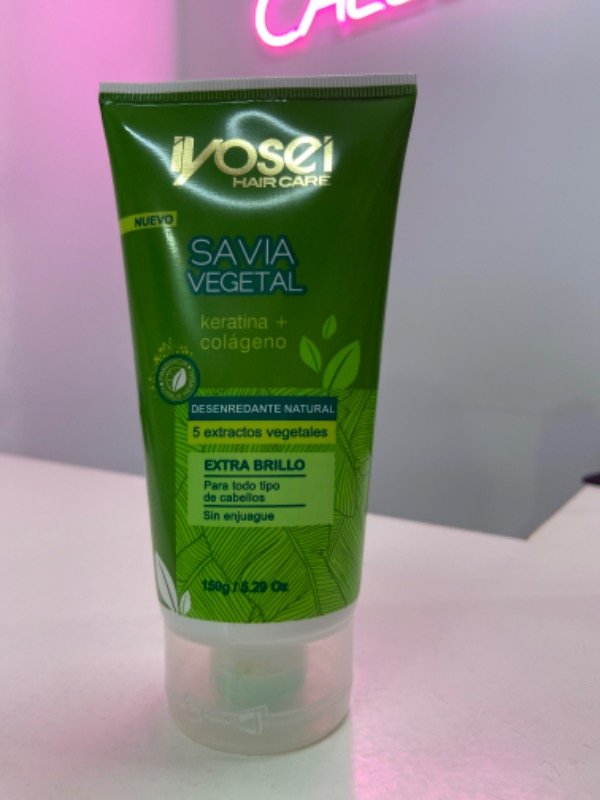 iyosei
HAIR CARE
NUEVO
SAVIA
VEGETAL
keratina +
colágeno
DESENREDANTE NATURAL
5 extractos vegetales
EXTRA BRILLO
Para todo tipo
de cabellos
Sin enjuague
150g / 5.29 Oz